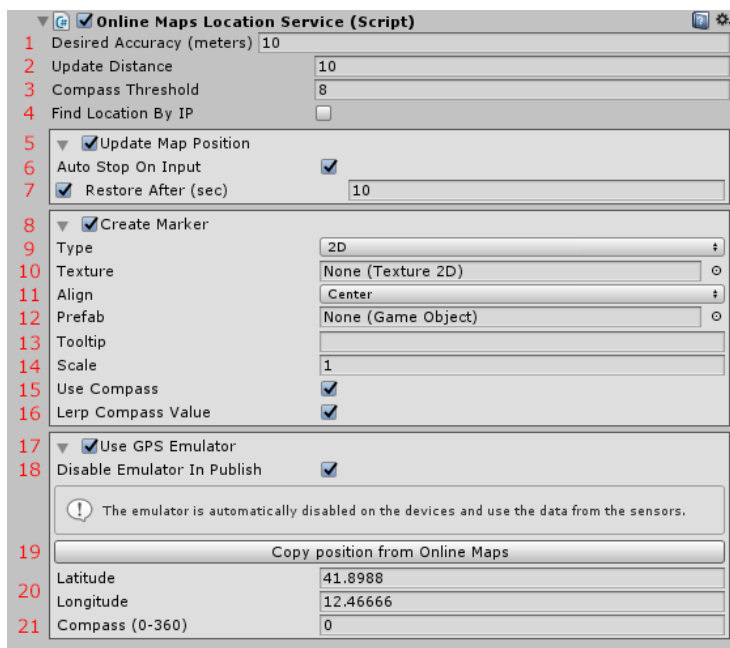 Online Maps Location Service (Script)
1 Desired Accuracy (meters) 10
2 Update Distance 10
3 Compass Threshold 8
4 Find Location By IP
5 Update Map Position
6 Auto Stop On Input
7 Restore After (sec) 10
8 Create Marker
9 Type 2D
10 Texture None (Texture 2D)
11 Align Center
12 Prefab None (Game Object)
13 Tooltip
14 Scale 1
15 Use Compass
16 Lerp Compass Value
17 Use GPS Emulator
18 Disable Emulator In Publish
The emulator is automatically disabled on the devices and use the data from the sensors.
19 Copy position from Online Maps
Latitude 41.8988
20
Longitude 12.46666
21 Compass (0-360) 0